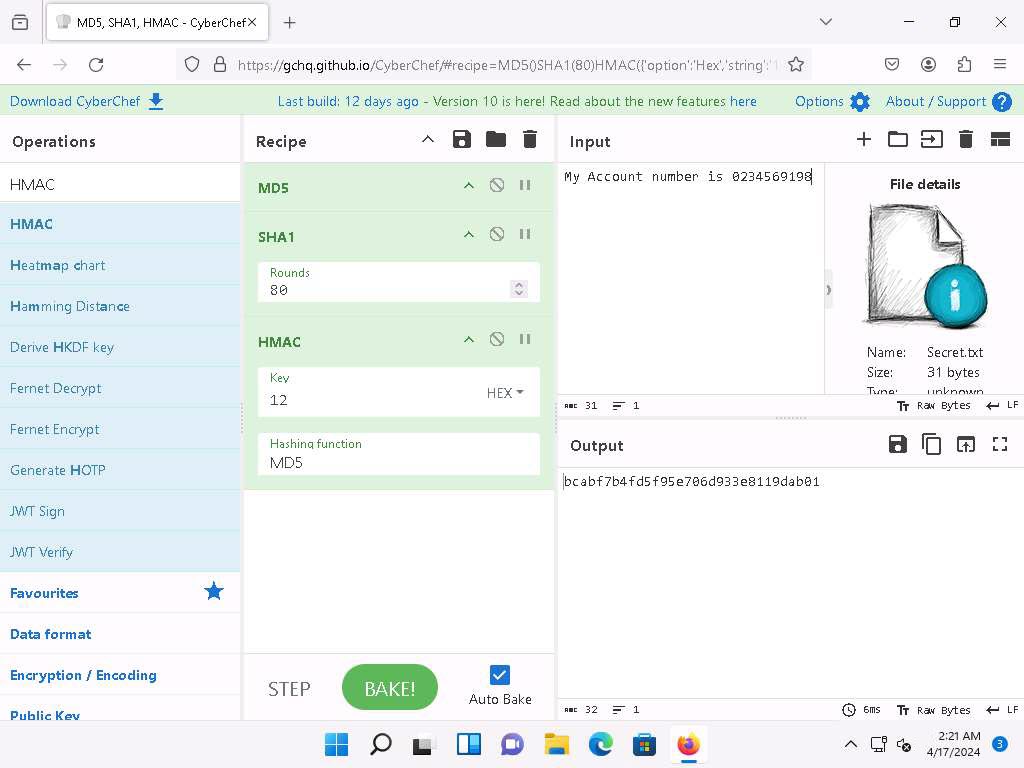 MD5, SHA1, HMAC - CyberChef
https://gchq.github.io/CyberChef/#recipe=MD5()SHA1(80)HMAC({'option':'Hex','string':'
Download CyberChef
Last build: 12 days ago - Version 10 is here! Read about the new features here
Options
About / Support
Operations
HMAC
HMAC
Heatmap chart
Hamming Distance
Derive HKDF key
Fernet Decrypt
Fernet Encrypt
Generate HOTP
JWT Sign
JWT Verify
Favourites
Data format
Encryption / Encoding
Public Key
Recipe
MD5
SHA1
Rounds
80
HMAC
Key
12
HEX
Hashing function
MD5
STEP
BAKE!
Auto Bake
Input
My Account number is 0234569198
File details
Name: Secret.txt
Size: 31 bytes
Type: unknown
ABC 31 1
Raw Bytes LF
Output
bcabf7b4fd5f95e706d933e8119dab01
ABC 32 1
6ms Raw Bytes LF
2:21 AM
4/17/2024
3